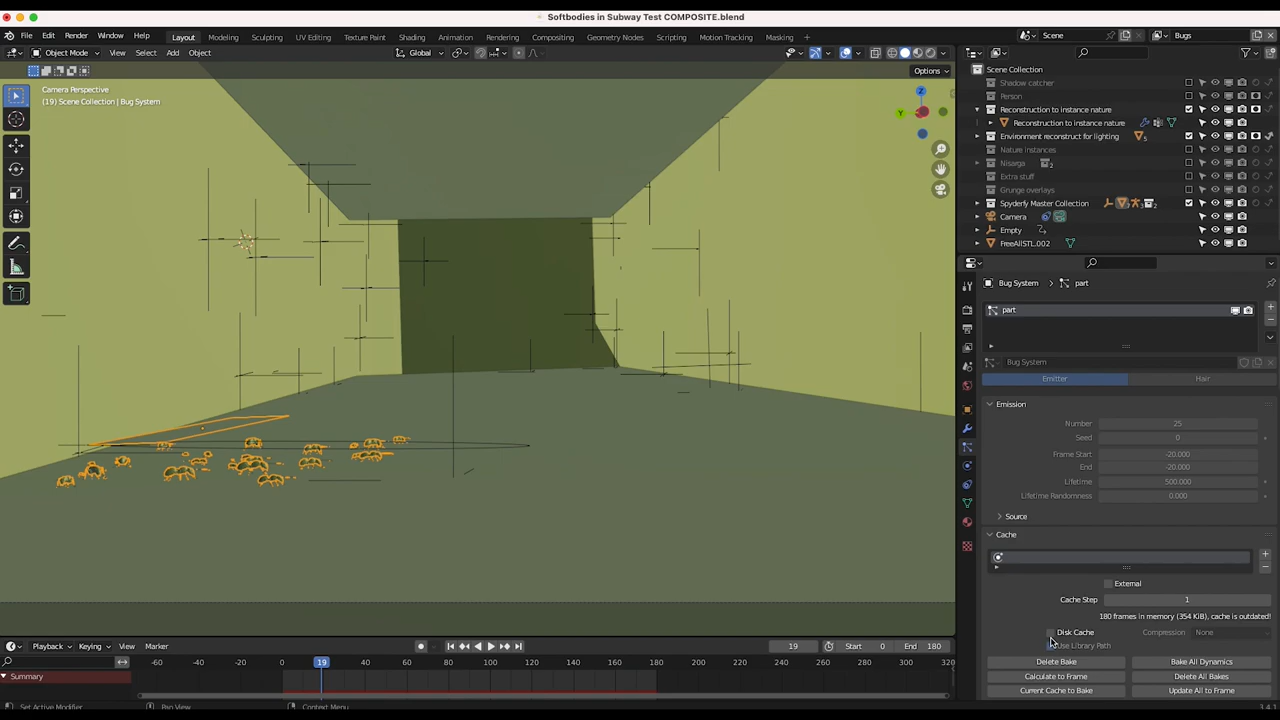 Softbodies in Subway Test COMPOSITE.blend
File Edit Render Window Help Layout Modeling Sculpting UV Editing Texture Paint Shading Animation Rendering Compositing Geometry Nodes Scripting Motion Tracking Masking Scene Bugs
Object Mode View Select Add Object Global
Options
Camera Perspective
(19) Scene Collection | Bug System
Z
Y
Scene Collection
Shadow catcher
Person
Reconstruction to instance nature
Reconstruction to instance nature
Environment reconstruct for lighting 5
Nature instances
Nisarga 2
Extra stuff
Grunge overlays
Spyderfy Master Collection
Camera
Empty
FreeAllSTL.002
Bug System > part
part
Bug System
Emitter Hair
Emission
Number 25
Seed 0
Frame Start -20.000
End -20.000
Lifetime 500.000
Lifetime Randomness 0.000
Source
Cache
External
Cache Step 1
180 frames in memory (354 KiB), cache is outdated!
Disk Cache Compression None
Use Library Path
Delete Bake Bake All Dynamics
Calculate to Frame Delete All Bakes
Current Cache to Bake Update All to Frame
Playback Keying View Marker 19 Start 0 End 180
-60 -40 -20 0 19 40 60 80 100 120 140 160 180 200 220 240 260 280 300 320
Summary
Set Active Modifier Pan View Context Menu 3.4.1